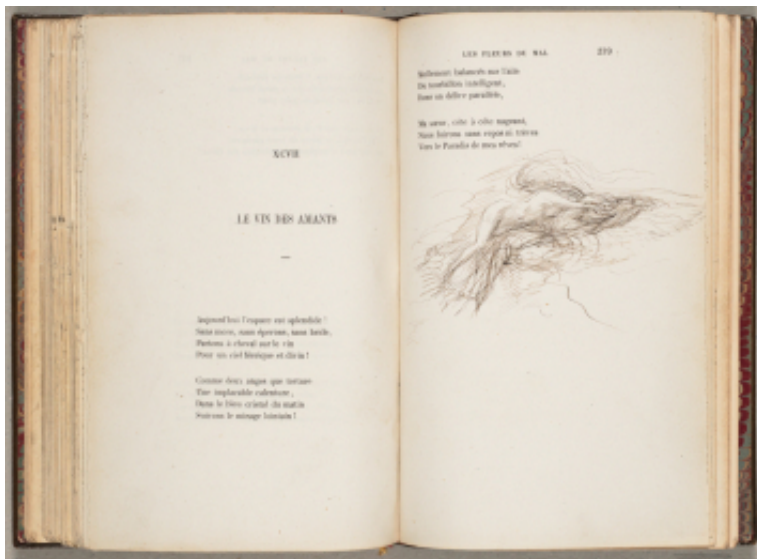 XCVII
LE VIN DES AMANTS
Aujourd'hui l'espace est splendide !
Sans mors, sans éperons, sans bride,
Partons à cheval sur le vin
Pour un ciel féerique et divin !
Comme deux anges que torture
Une implacable calenture,
Dans le bleu cristal du matin
Suivons le mirage lointain !
LES FLEURS DU MAL. 229
Mollement balancés sur l'aile
Du tourbillon intelligent,
Dans un délire parallèle,
Ma sœur, côte à côte nageant,
Nous fuirons sans repos ni trêves
Vers le Paradis de mes rêves !